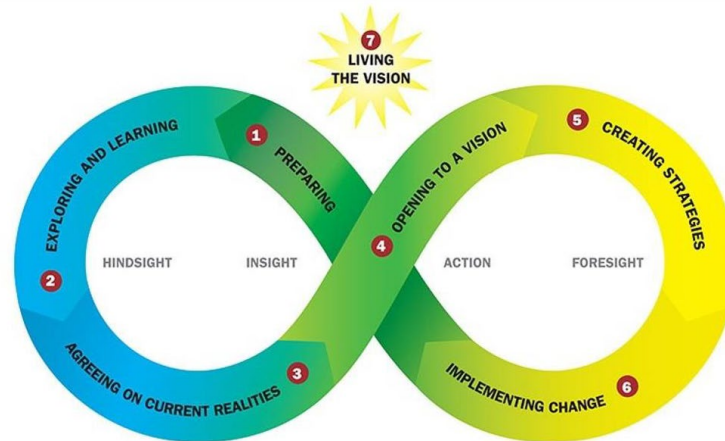 7
LIVING
THE VISION
1
PREPARING
2
EXPLORING AND LEARNING
3
AGREEING ON CURRENT REALITIES
4
OPENING TO A VISION
5
CREATING STRATEGIES
6
IMPLEMENTING CHANGE
HINDSIGHT
INSIGHT
ACTION
FORESIGHT